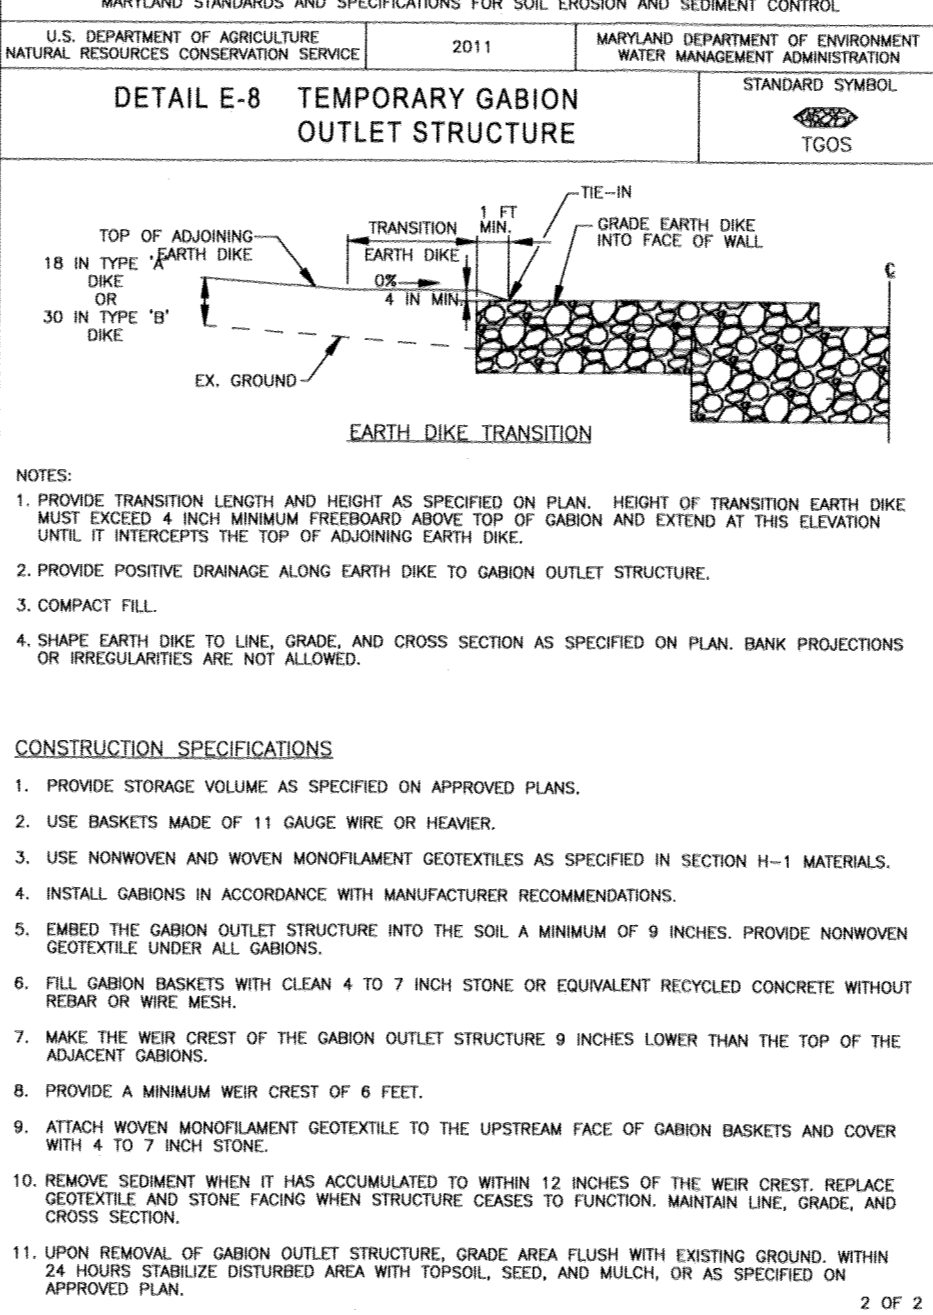 MARYLAND STANDARDS AND SPECIFICATIONS FOR SOIL EROSION AND SEDIMENT CONTROL
U.S. DEPARTMENT OF AGRICULTURE
NATURAL RESOURCES CONSERVATION SERVICE
2011
MARYLAND DEPARTMENT OF ENVIRONMENT
WATER MANAGEMENT ADMINISTRATION
DETAIL E-8 TEMPORARY GABION
OUTLET STRUCTURE
STANDARD SYMBOL
TGOS
TIE-IN
1 FT
MIN.
TRANSITION
EARTH DIKE
GRADE EARTH DIKE
INTO FACE OF WALL
TOP OF ADJOINING
EARTH DIKE
18 IN TYPE 'A'
DIKE
OR
30 IN TYPE 'B'
DIKE
0%
4 IN MIN.
℄
EX. GROUND
EARTH DIKE TRANSITION
NOTES:
1. PROVIDE TRANSITION LENGTH AND HEIGHT AS SPECIFIED ON PLAN. HEIGHT OF TRANSITION EARTH DIKE
MUST EXCEED 4 INCH MINIMUM FREEBOARD ABOVE TOP OF GABION AND EXTEND AT THIS ELEVATION
UNTIL IT INTERCEPTS THE TOP OF ADJOINING EARTH DIKE.
2. PROVIDE POSITIVE DRAINAGE ALONG EARTH DIKE TO GABION OUTLET STRUCTURE.
3. COMPACT FILL.
4. SHAPE EARTH DIKE TO LINE, GRADE, AND CROSS SECTION AS SPECIFIED ON PLAN. BANK PROJECTIONS
OR IRREGULARITIES ARE NOT ALLOWED.
CONSTRUCTION SPECIFICATIONS
1. PROVIDE STORAGE VOLUME AS SPECIFIED ON APPROVED PLANS.
2. USE BASKETS MADE OF 11 GAUGE WIRE OR HEAVIER.
3. USE NONWOVEN AND WOVEN MONOFILAMENT GEOTEXTILES AS SPECIFIED IN SECTION H-1 MATERIALS.
4. INSTALL GABIONS IN ACCORDANCE WITH MANUFACTURER RECOMMENDATIONS.
5. EMBED THE GABION OUTLET STRUCTURE INTO THE SOIL A MINIMUM OF 9 INCHES. PROVIDE NONWOVEN
GEOTEXTILE UNDER ALL GABIONS.
6. FILL GABION BASKETS WITH CLEAN 4 TO 7 INCH STONE OR EQUIVALENT RECYCLED CONCRETE WITHOUT
REBAR OR WIRE MESH.
7. MAKE THE WEIR CREST OF THE GABION OUTLET STRUCTURE 9 INCHES LOWER THAN THE TOP OF THE
ADJACENT GABIONS.
8. PROVIDE A MINIMUM WEIR CREST OF 6 FEET.
9. ATTACH WOVEN MONOFILAMENT GEOTEXTILE TO THE UPSTREAM FACE OF GABION BASKETS AND COVER
WITH 4 TO 7 INCH STONE.
10. REMOVE SEDIMENT WHEN IT HAS ACCUMULATED TO WITHIN 12 INCHES OF THE WEIR CREST. REPLACE
GEOTEXTILE AND STONE FACING WHEN STRUCTURE CEASES TO FUNCTION. MAINTAIN LINE, GRADE, AND
CROSS SECTION.
11. UPON REMOVAL OF GABION OUTLET STRUCTURE, GRADE AREA FLUSH WITH EXISTING GROUND. WITHIN
24 HOURS STABILIZE DISTURBED AREA WITH TOPSOIL, SEED, AND MULCH, OR AS SPECIFIED ON
APPROVED PLAN.
2 OF 2